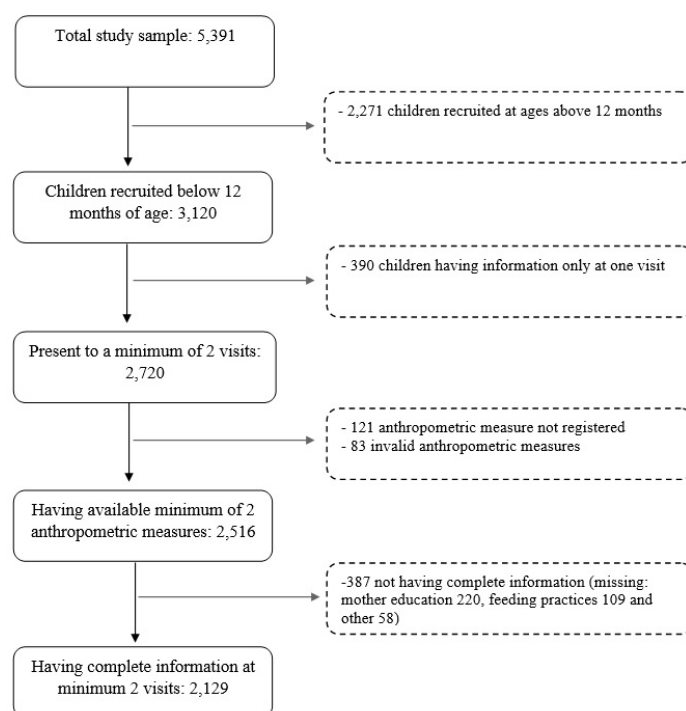 Total study sample: 5,391
- 2,271 children recruited at ages above 12 months
Children recruited below 12
months of age: 3,120
- 390 children having information only at one visit
Present to a minimum of 2 visits:
2,720
- 121 anthropometric measure not registered
- 83 invalid anthropometric measures
Having available minimum of 2
anthropometric measures: 2,516
-387 not having complete information (missing:
mother education 220, feeding practices 109 and
other 58)
Having complete information at
minimum 2 visits: 2,129